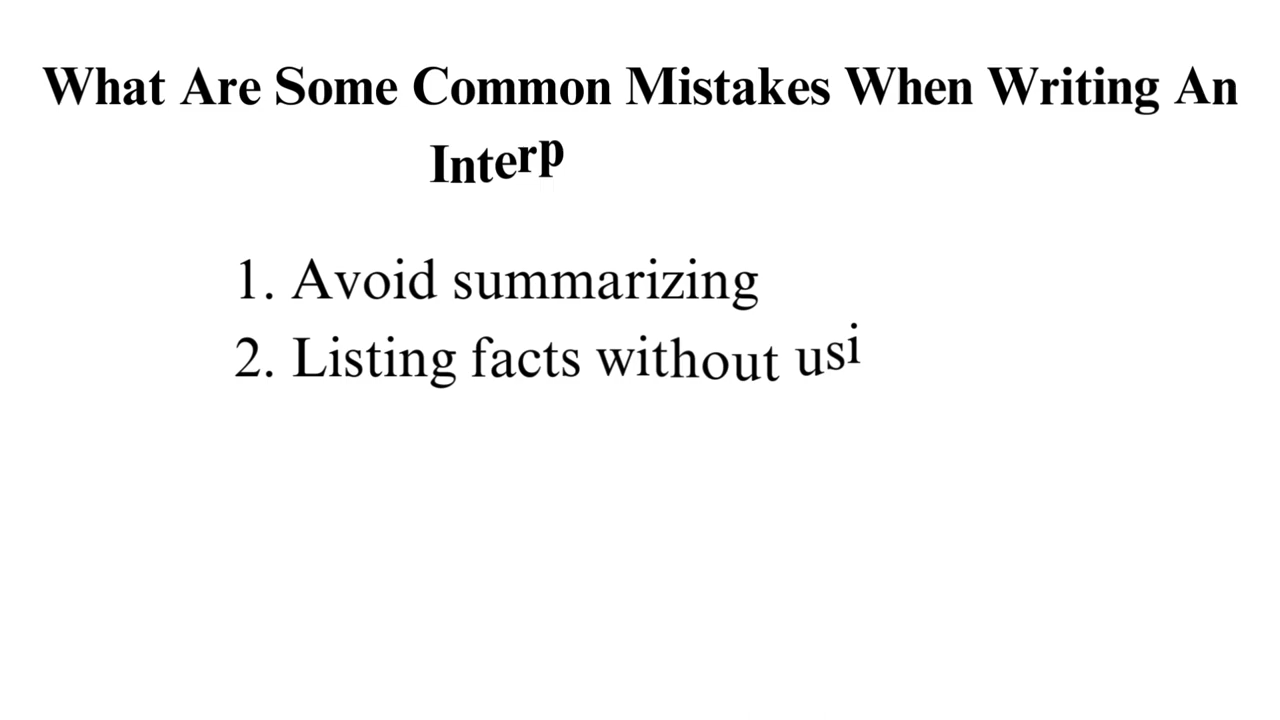 What Are Some Common Mistakes When Writing An
Interp
1. Avoid summarizing
2. Listing facts without usi